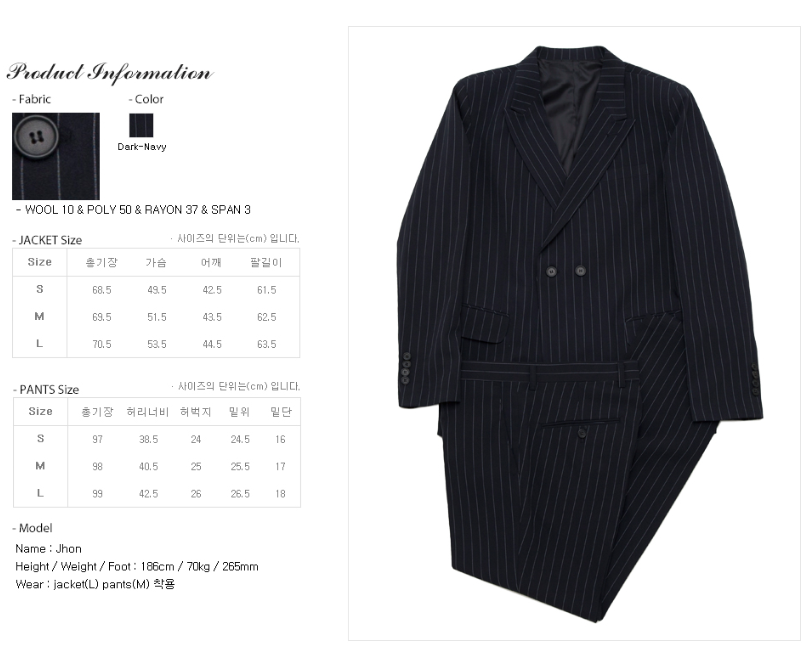 Product Information
- Fabric
- Color
Dark-Navy
- WOOL 10 & POLY 50 & RAYON 37 & SPAN 3
- JACKET Size
· 사이즈의 단위는(cm) 입니다.
Size 총기장 가슴 어깨 팔길이
S 68.5 49.5 42.5 61.5
M 69.5 51.5 43.5 62.5
L 70.5 53.5 44.5 63.5
- PANTS Size
· 사이즈의 단위는(cm) 입니다.
Size 총기장 허리너비 허벅지 밑위 밑단
S 97 38.5 24 24.5 16
M 98 40.5 25 25.5 17
L 99 42.5 26 26.5 18
- Model
Name : Jhon
Height / Weight / Foot : 186cm / 70kg / 265mm
Wear : jacket(L) pants(M) 착용